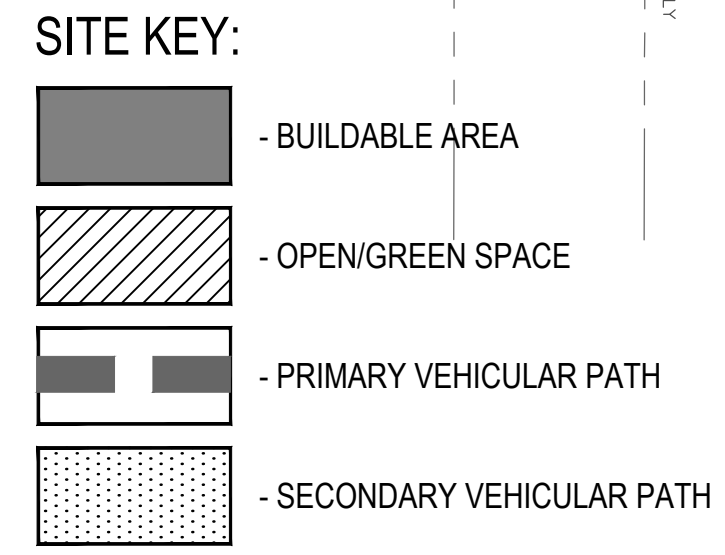 SITE KEY:
- BUILDABLE AREA
- OPEN/GREEN SPACE
- PRIMARY VEHICULAR PATH
- SECONDARY VEHICULAR PATH